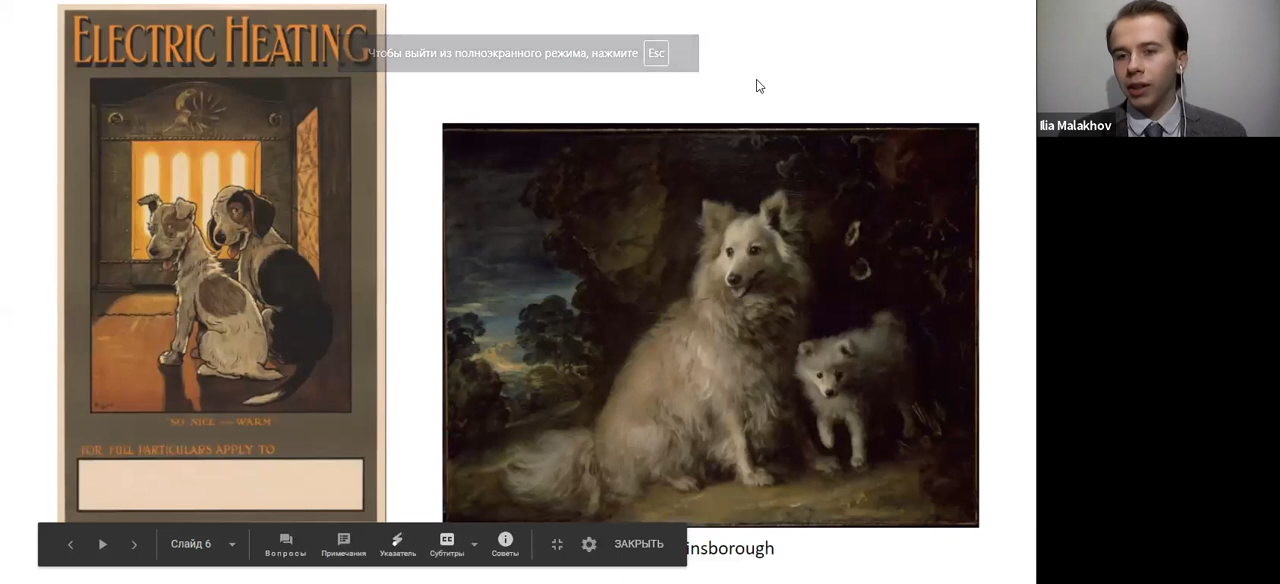 ELECTRIC HEATING
Чтобы выйти из полноэкранного режима, нажмите Esc
Ilia Malakhov
"SO NICE — WARM
FOR FULL PARTICULARS APPLY TO
Слайд 6
Вопросы
Примечания
Указатель
Субтитры
Советы
ЗАКРЫТЬ
insborough